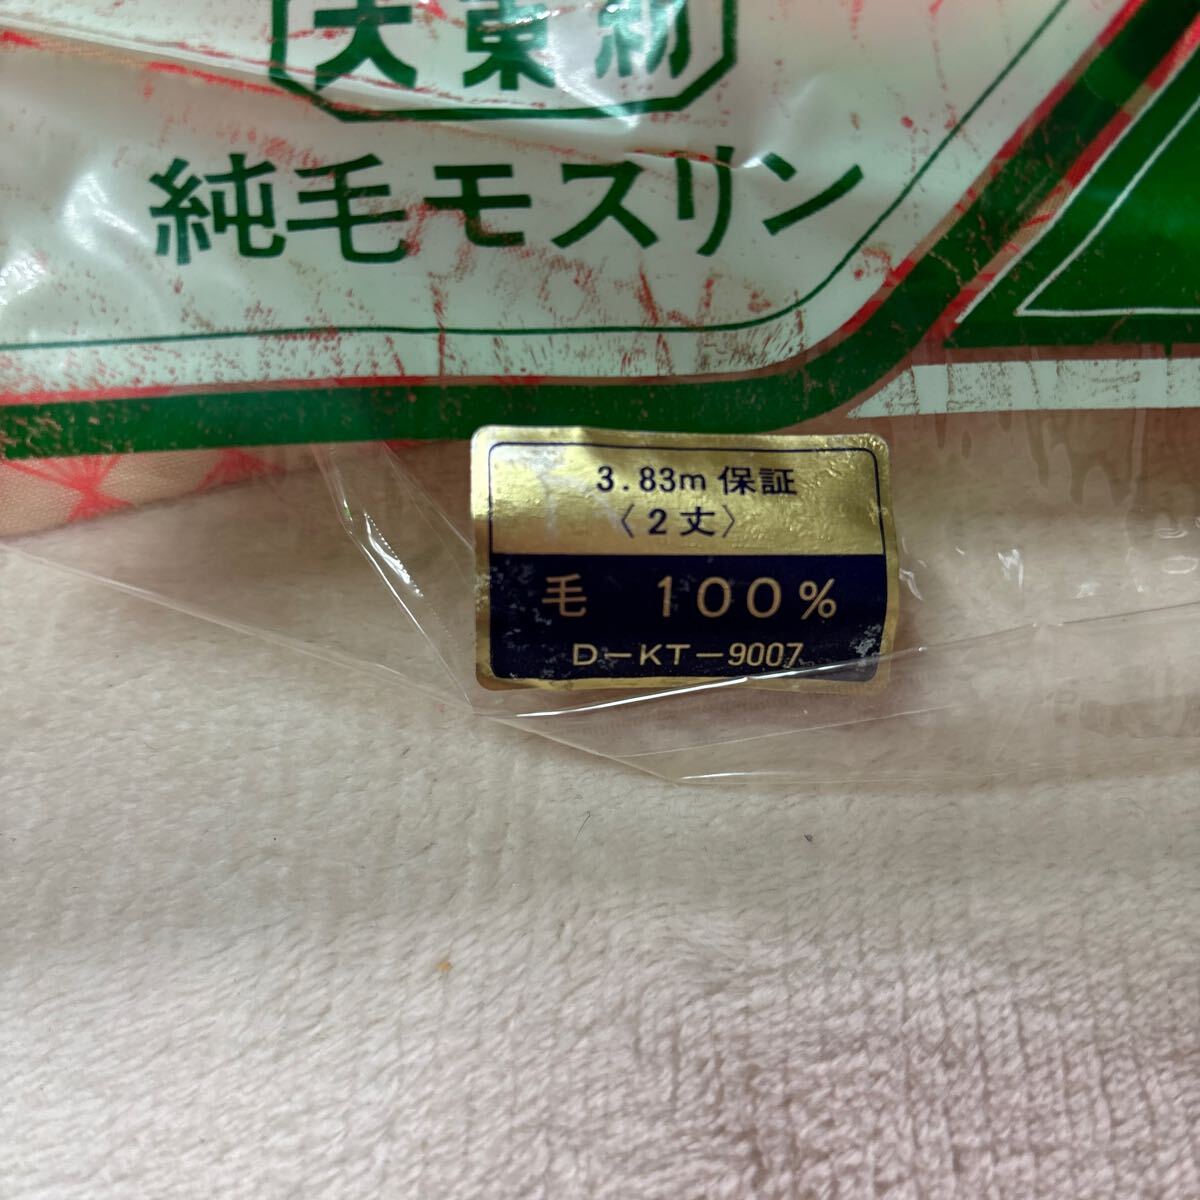 大東紡
純毛モスリン
3.83m 保証
〈2丈〉
毛 100%
D-KT-9007